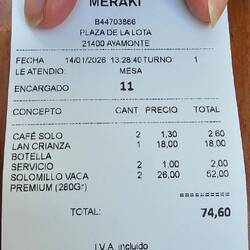 MERAKI
B44703866
PLAZA DE LA LOTA
21400 AYAMONTE
FECHA 14/01/2026 13:28:40 TURNO 1
LE ATENDIO: MESA
ENCARGADO 11
CONCEPTO CANT PRECIO TOTAL
CAFÉ SOLO 2 1,30 2,60
LAN CRIANZA 1 18,00 18,00
BOTELLA
SERVICIO 2 1,00 2,00
SOLOMILLO VACA 2 26,00 52,00
PREMIUM (280Gr)
TOTAL: 74,60
I.V.A. incluido